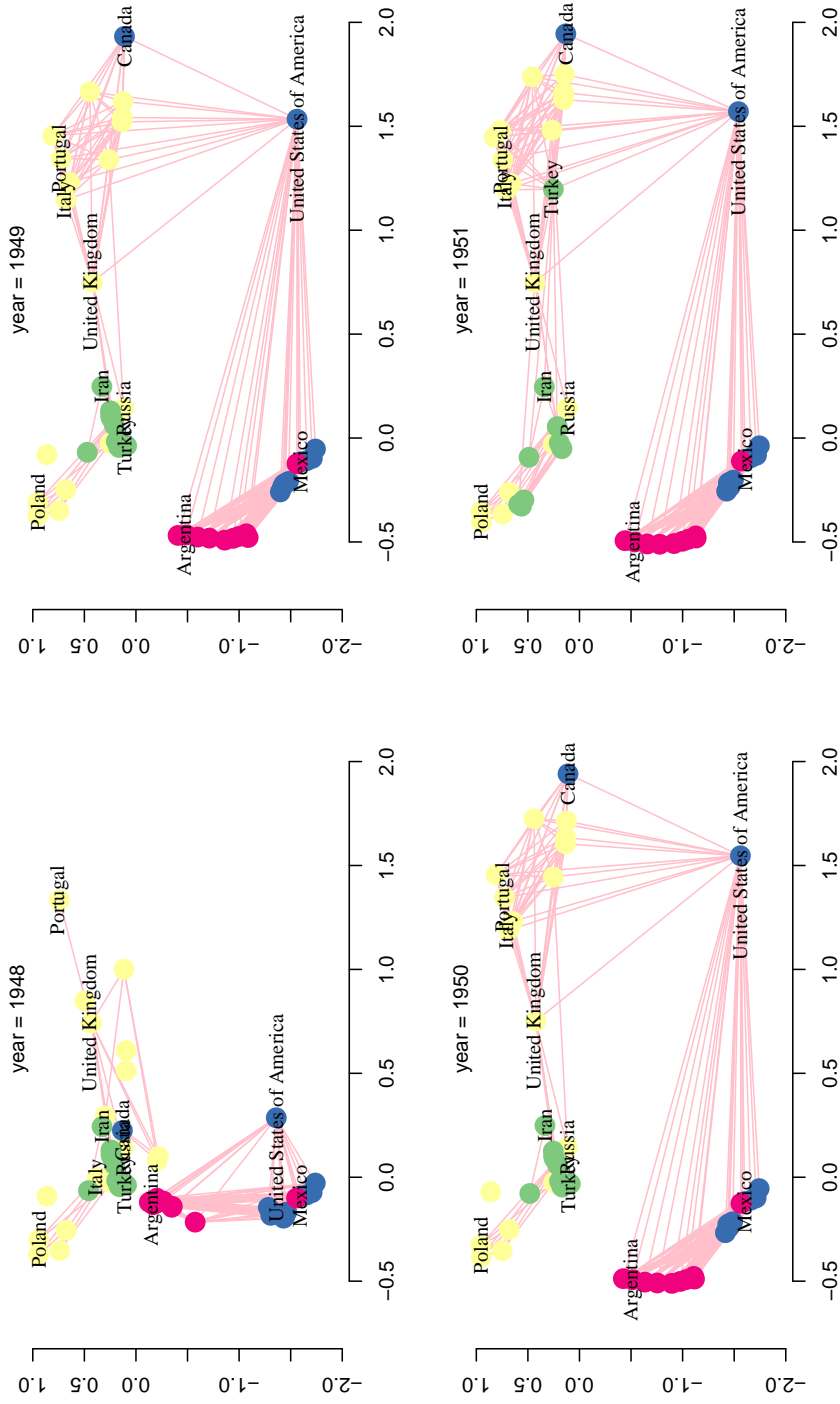 year = 1948
Poland
Portugal
Italy
Iran
United Kingdom
Turkey
Russia
Canada
Argentina
United States of America
Mexico
1.0
0.5
0.0
−1.0
−2.0
−0.5 0.0 0.5 1.0 1.5 2.0
year = 1949
Poland
Portugal
Italy
United Kingdom
Iran
Turkey
Russia
Canada
Argentina
United States of America
Mexico
1.0
0.5
0.0
−1.0
−2.0
−0.5 0.0 0.5 1.0 1.5 2.0
year = 1950
Poland
Portugal
Italy
United Kingdom
Iran
Turkey
Russia
Canada
Argentina
United States of America
Mexico
1.0
0.5
0.0
−1.0
−2.0
−0.5 0.0 0.5 1.0 1.5 2.0
year = 1951
Poland
Portugal
Italy
United Kingdom
Iran
Turkey
Russia
Canada
Argentina
United States of America
Mexico
1.0
0.5
0.0
−1.0
−2.0
−0.5 0.0 0.5 1.0 1.5 2.0